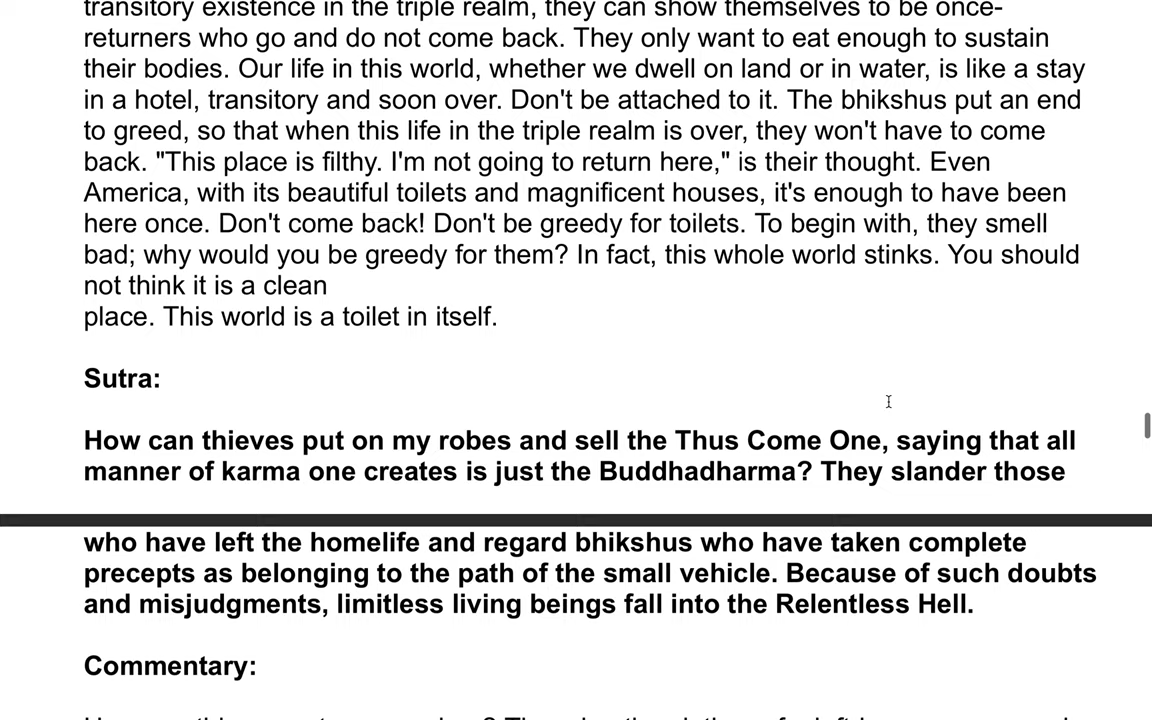 transitory existence in the triple realm, they can show themselves to be once-
returners who go and do not come back. They only want to eat enough to sustain
their bodies. Our life in this world, whether we dwell on land or in water, is like a stay
in a hotel, transitory and soon over. Don't be attached to it. The bhikshus put an end
to greed, so that when this life in the triple realm is over, they won't have to come
back. "This place is filthy. I'm not going to return here," is their thought. Even
America, with its beautiful toilets and magnificent houses, it's enough to have been
here once. Don't come back! Don't be greedy for toilets. To begin with, they smell
bad; why would you be greedy for them? In fact, this whole world stinks. You should
not think it is a clean
place. This world is a toilet in itself.
Sutra:
How can thieves put on my robes and sell the Thus Come One, saying that all
manner of karma one creates is just the Buddhadharma? They slander those
who have left the homelife and regard bhikshus who have taken complete
precepts as belonging to the path of the small vehicle. Because of such doubts
and misjudgments, limitless living beings fall into the Relentless Hell.
Commentary: